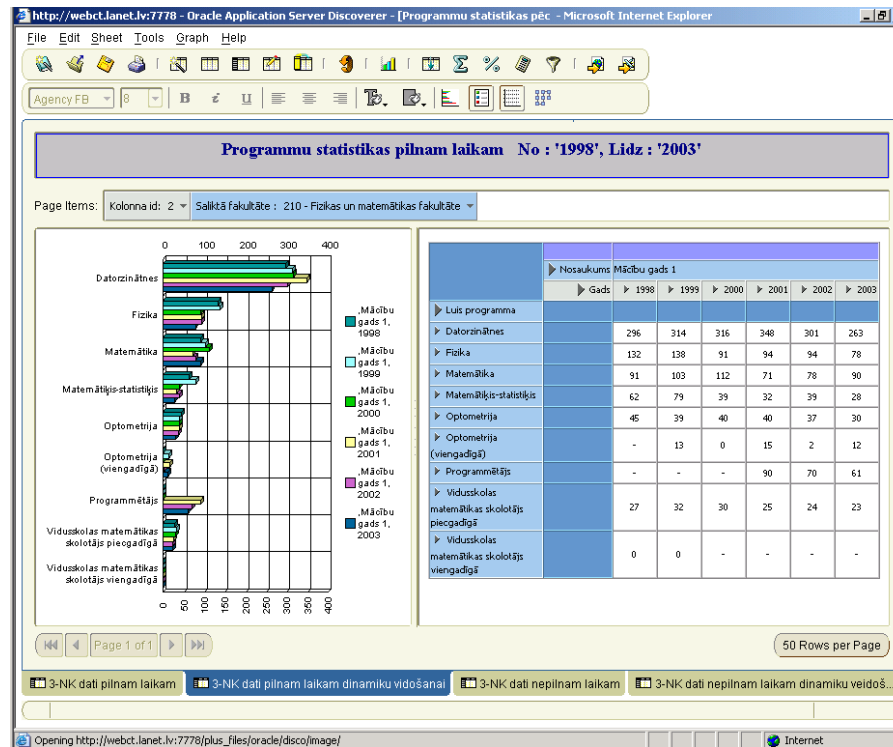 http://webct.lanet.lv:7778 - Oracle Application Server Discoverer - [Programmu statistikas pēc - Microsoft Internet Explorer
File Edit Sheet Tools Graph Help
Agency FB 8 B i U
Programmu statistikas pilnam laikam No : '1998', Lidz : '2003'
Page Items: Kolonna id: 2 Saliktā fakultāte : 210 - Fizikas un matemātikas fakultāte
0 100 200 300 400
Datorzinātnes
Fizika
Matemātika
Matemātiķis-statistiķis
Optometrija
Optometrija
(viengadīgā)
Programmētājs
Vidusskolas matemātikas
skolotājs piecgadīgā
Vidusskolas matemātikas
skolotājs viengadīgā
0 50 100 150 200 250 300 350 400
,Mācību
gads 1,
1998
,Mācību
gads 1,
1999
,Mācību
gads 1,
2000
,Mācību
gads 1,
2001
,Mācību
gads 1,
2002
,Mācību
gads 1,
2003
Nosaukums Mācību gads 1
Gads 1998 1999 2000 2001 2002 2003
Luis programma
Datorzinātnes 296 314 316 348 301 263
Fizika 132 138 91 94 94 78
Matemātika 91 103 112 71 78 90
Matemātiķis-statistiķis 62 79 39 32 39 28
Optometrija 45 39 40 40 37 30
Optometrija
(viengadīgā) - 13 0 15 2 12
Programmētājs - - - 90 70 61
Vidusskolas
matemātikas skolotājs
piecgadīgā 27 32 30 25 24 23
Vidusskolas
matemātikas skolotājs
viengadīgā 0 0 - - - -
Page 1 of 1
50 Rows per Page
3-NK dati pilnam laikam 3-NK dati pilnam laikam dinamiku vidošanai 3-NK dati nepilnam laikam 3-NK dati nepilnam laikam dinamiku veidoš...
Opening http://webct.lanet.lv:7778/plus_files/oracle/disco/image/ Internet